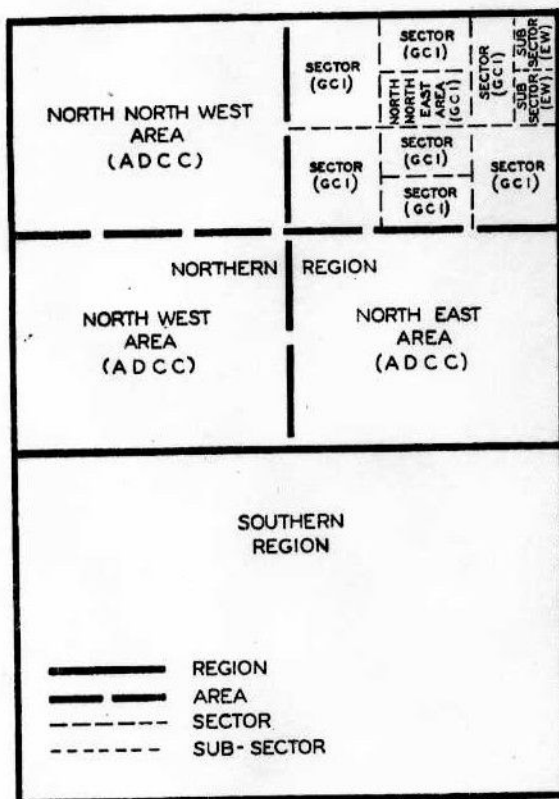 NORTH NORTH WEST
AREA
(ADCC)
SECTOR
(GCI)
SECTOR
(GCI)
NORTH
NORTH
EAST
AREA
(GCI)
SECTOR
(GCI)
SUB
SECTOR
(EW)
SUB
SECTOR
(EW)
SECTOR
(GCI)
SECTOR
(GCI)
SECTOR
(GCI)
SECTOR
(GCI)
NORTHERN REGION
NORTH WEST
AREA
(ADCC)
NORTH EAST
AREA
(ADCC)
SOUTHERN
REGION
REGION
AREA
SECTOR
SUB-SECTOR